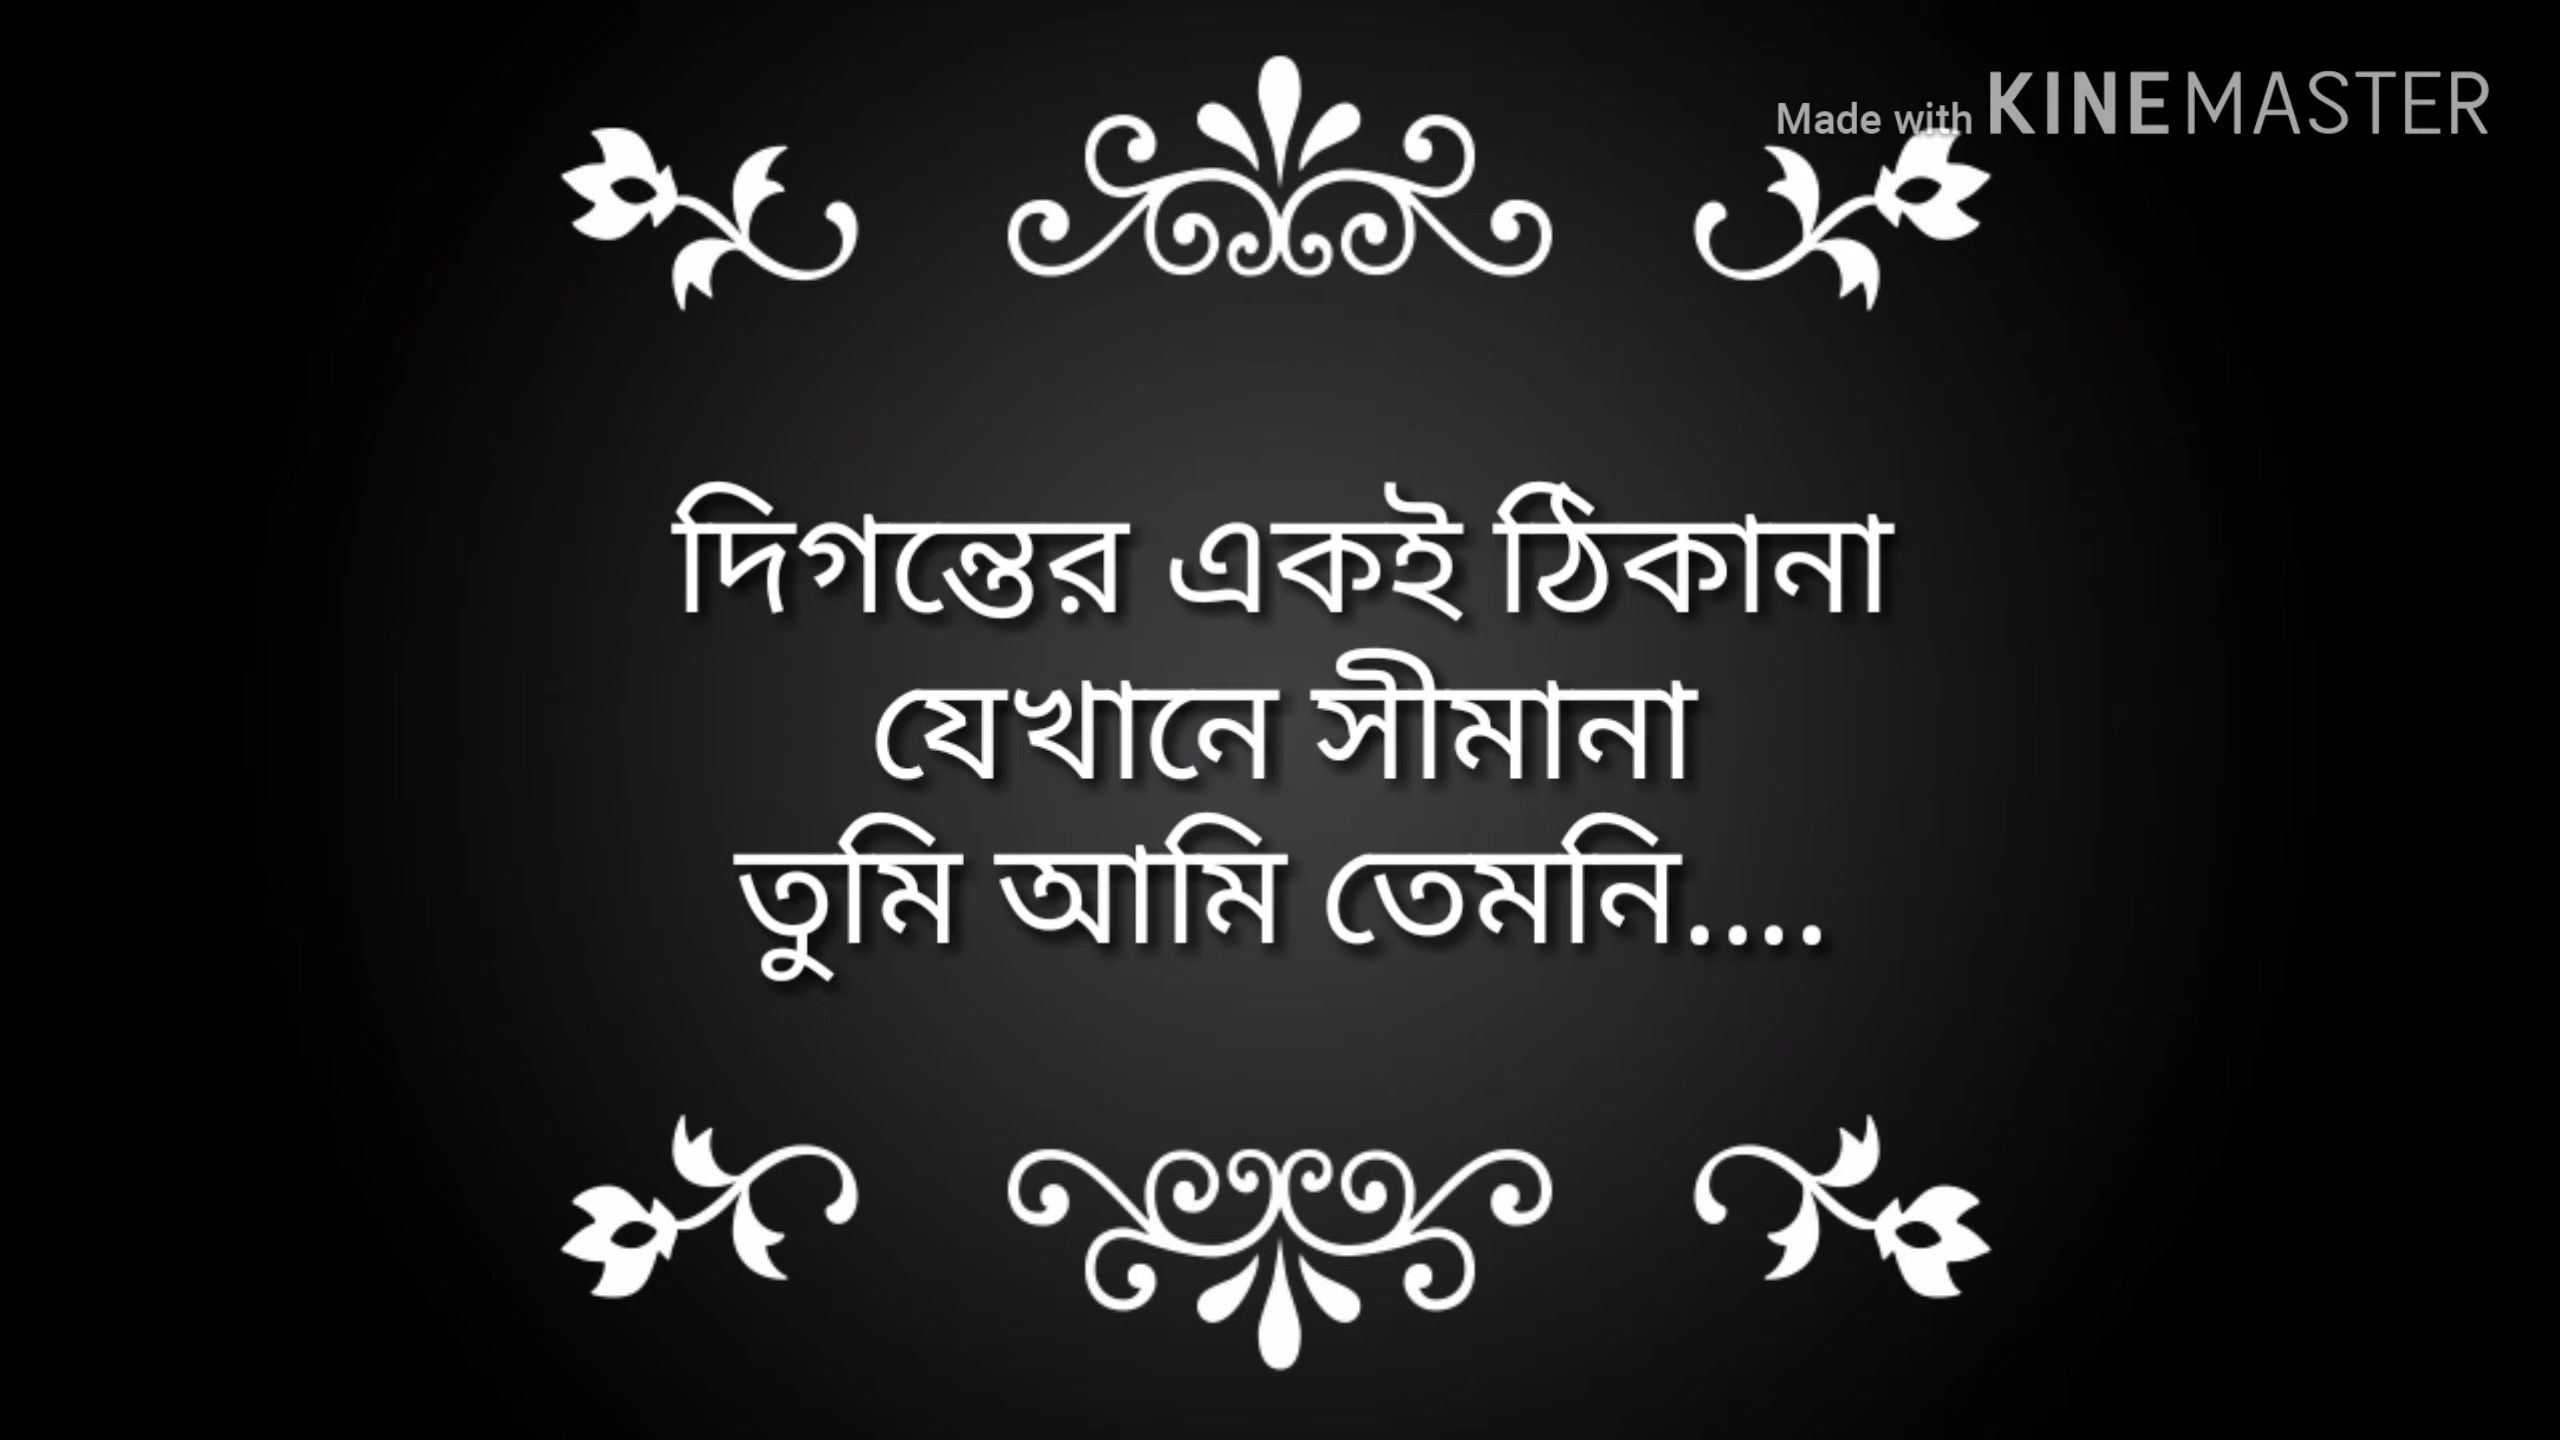 Made with KINEMASTER
দিগন্তের একই ঠিকানা
যেখানে সীমানা
তুমি আমি তেমনি....